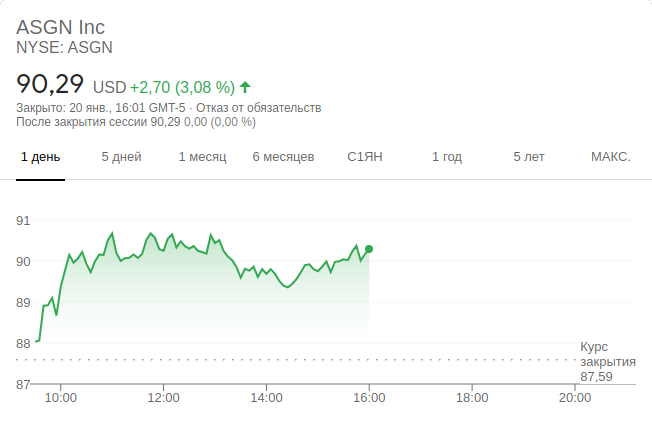 ASGN Inc
NYSE: ASGN
90,29 USD +2,70 (3,08 %)
Закрыто: 20 янв., 16:01 GMT-5 · Отказ от обязательств
После закрытия сессии 90,29 0,00 (0,00 %)
1 день 5 дней 1 месяц 6 месяцев С1ЯН 1 год 5 лет МАКС.
91
90
89
88
Курс
закрытия
87,59
87
10:00 12:00 14:00 16:00 18:00 20:00